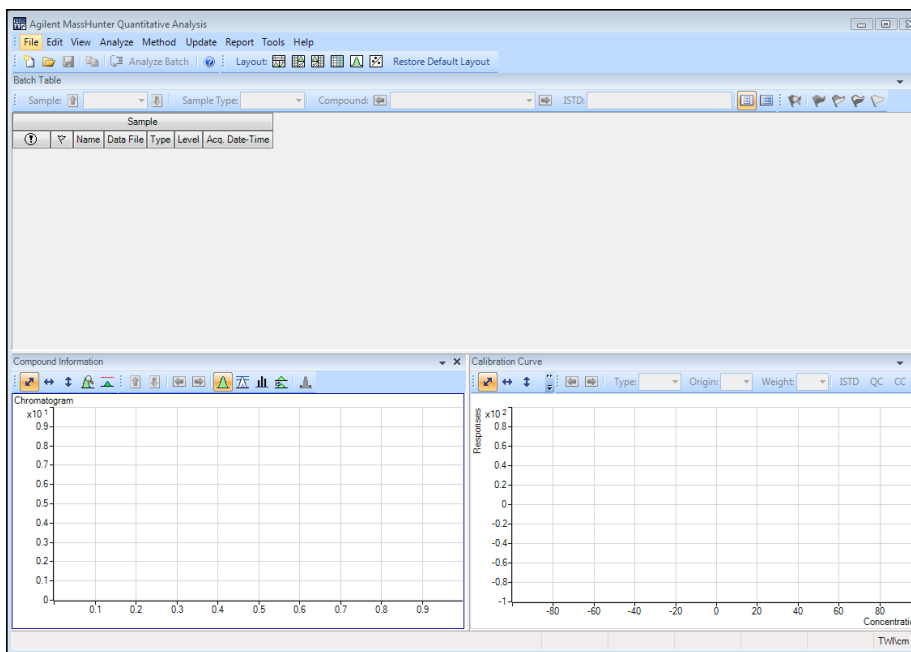 Agilent MassHunter Quantitative Analysis
File Edit View Analyze Method Update Report Tools Help
Analyze Batch Layout: Restore Default Layout
Batch Table
Sample: Sample Type: Compound: ISTD:
Sample
Name Data File Type Level Acq. Date-Time
Compound Information
Chromatogram
x10 1
0.9
0.8
0.7
0.6
0.5
0.4
0.3
0.2
0.1
0
0.1 0.2 0.3 0.4 0.5 0.6 0.7 0.8 0.9
Calibration Curve
Type: Origin: Weight: ISTD QC CC
Responses
x10 2
0.8
0.6
0.4
0.2
0
-0.2
-0.4
-0.6
-0.8
-1
-80 -60 -40 -20 0 20 40 60 80
Concentratio
TWI\cm